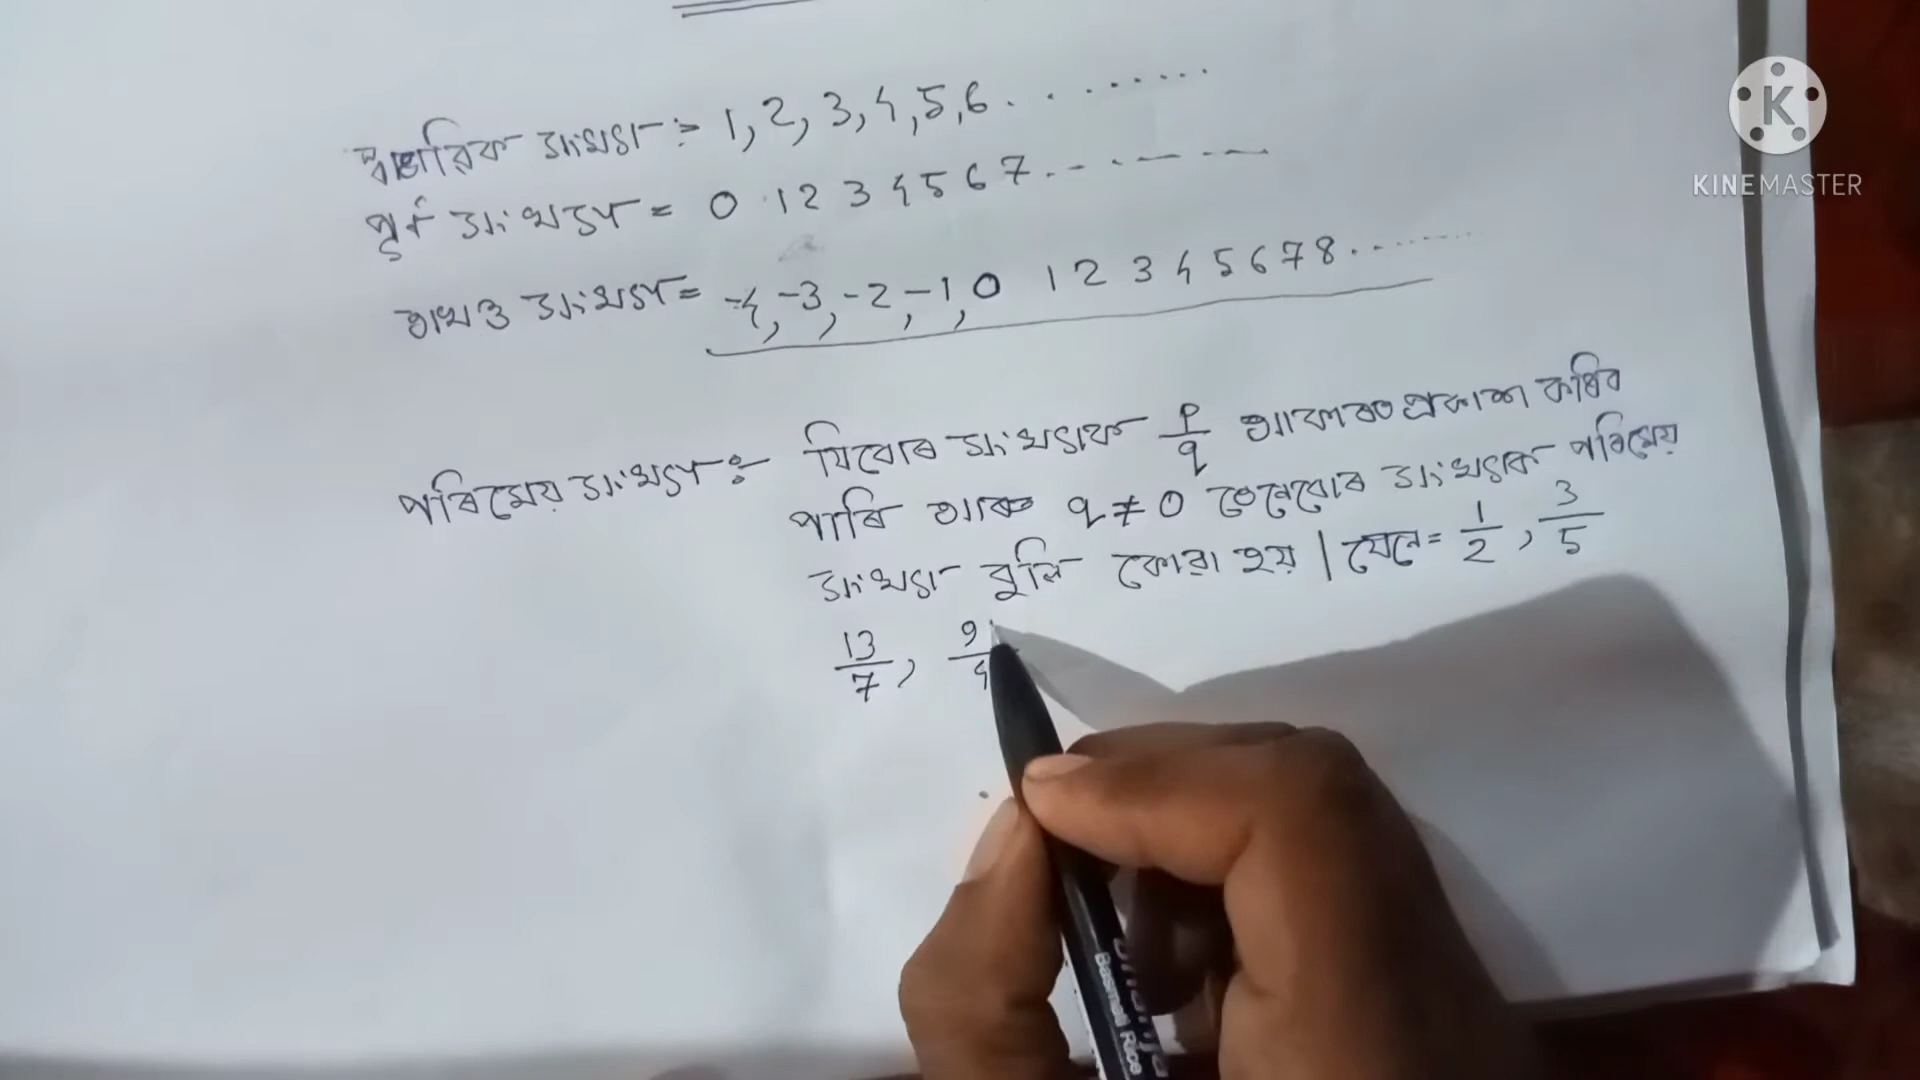 স্বাভাৱিক সংখ্যা :- 1, 2, 3, 4, 5, 6 ..........
KINEMASTER
পূৰ্ণ সংখ্যা = 0 1 2 3 4 5 6 7 ..........
অখণ্ড সংখ্যা = -4, -3, -2, -1, 0 1 2 3 4 5 6 7 8 ..........
পৰিমেয় সংখ্যা :- যিবোৰ সংখ্যাক p/q আকাৰত প্ৰকাশ কৰিব
পাৰি আৰু q ≠ 0 তেনেবোৰ সংখ্যাক পৰিমেয়
সংখ্যা বুলি কোৱা হয় | যেনে = 1/2, 3/5
13/7, 9/4